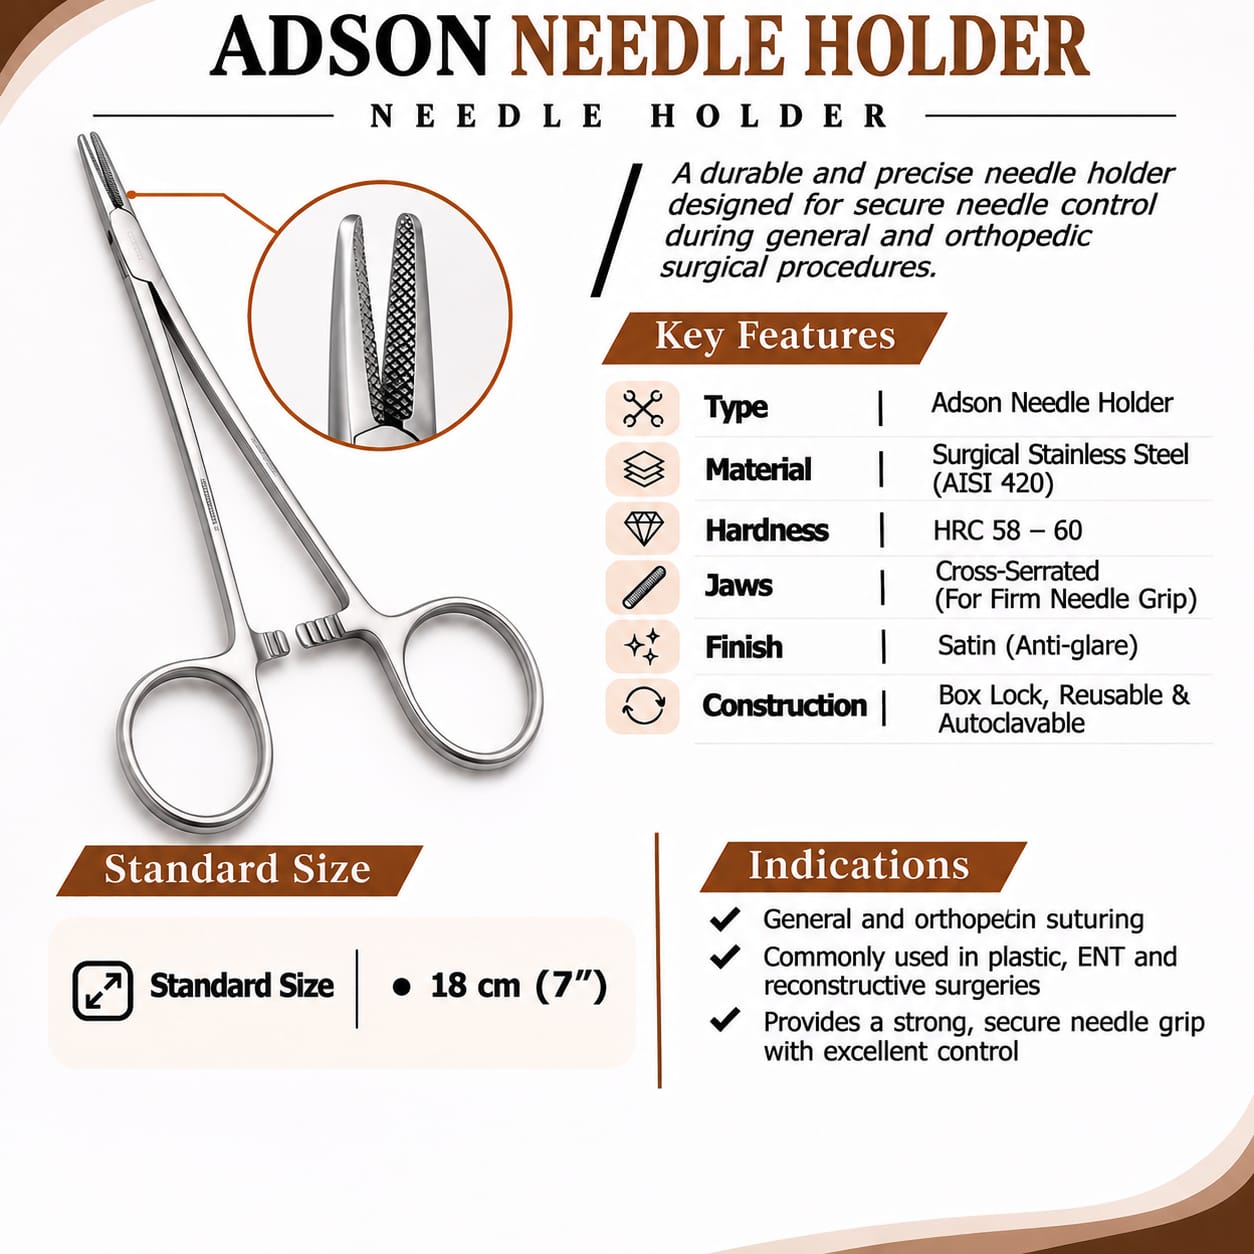 ADSON NEEDLE HOLDER
NEEDLE HOLDER
A durable and precise needle holder
designed for secure needle control
during general and orthopedic
surgical procedures.
Key Features
Type | Adson Needle Holder
Material | Surgical Stainless Steel
(AISI 420)
Hardness | HRC 58 – 60
Jaws | Cross-Serrated
(For Firm Needle Grip)
Finish | Satin (Anti-glare)
Construction | Box Lock, Reusable &
Autoclavable
Standard Size
Standard Size | • 18 cm (7″)
Indications
General and orthopetin suturing
Commonly used in plastic, ENT and
reconstructive surgeries
Provides a strong, secure needle grip
with excellent control